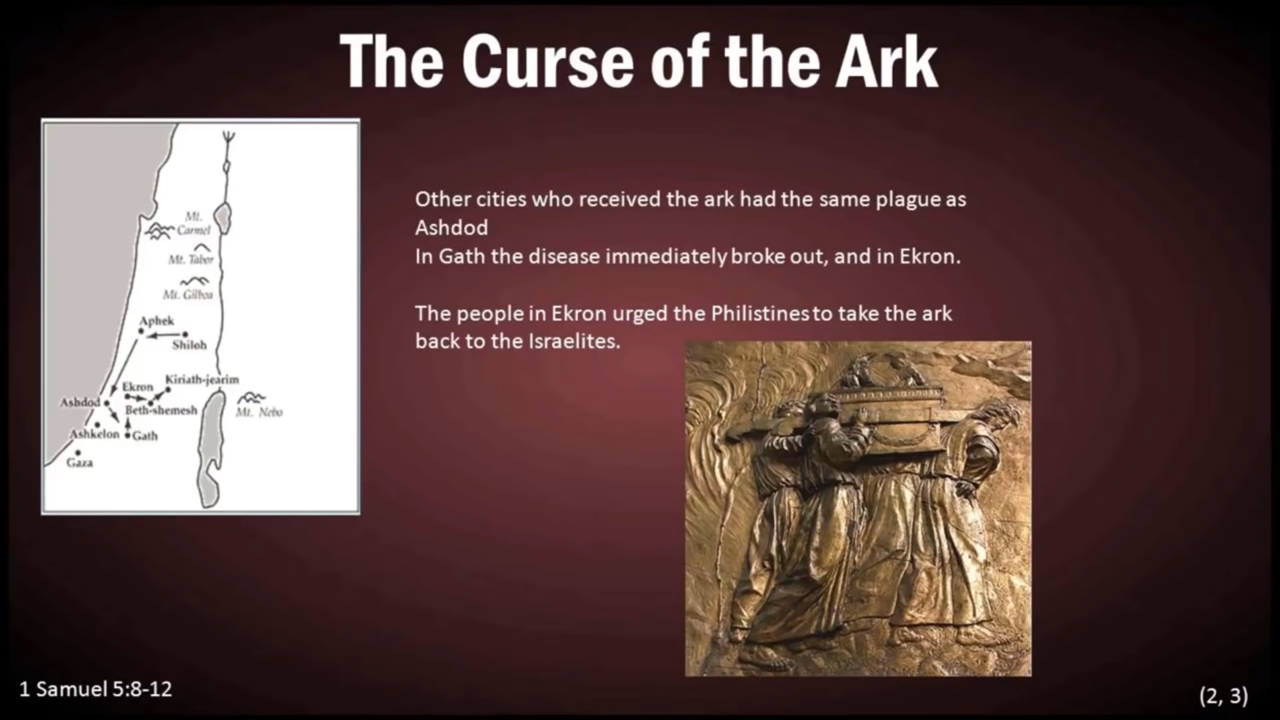 The Curse of the Ark
Other cities who received the ark had the same plague as
Ashdod
In Gath the disease immediately broke out, and in Ekron.
The people in Ekron urged the Philistines to take the ark
back to the Israelites.
Mt.
Carmel
Mt. Tabor
Mt. Gilboa
Aphek
Shiloh
Kiriath-jearim
Ekron
Ashdod
Beth-shemesh
Mt. Nebo
Ashkelon
Gath
Gaza
1 Samuel 5:8-12
(2, 3)